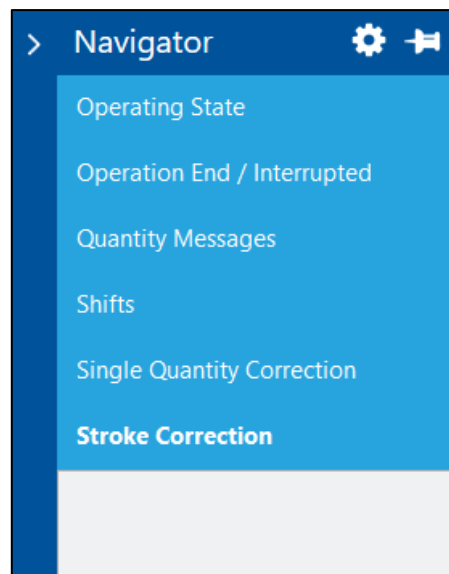 Navigator
Operating State
Operation End / Interrupted
Quantity Messages
Shifts
Single Quantity Correction
Stroke Correction